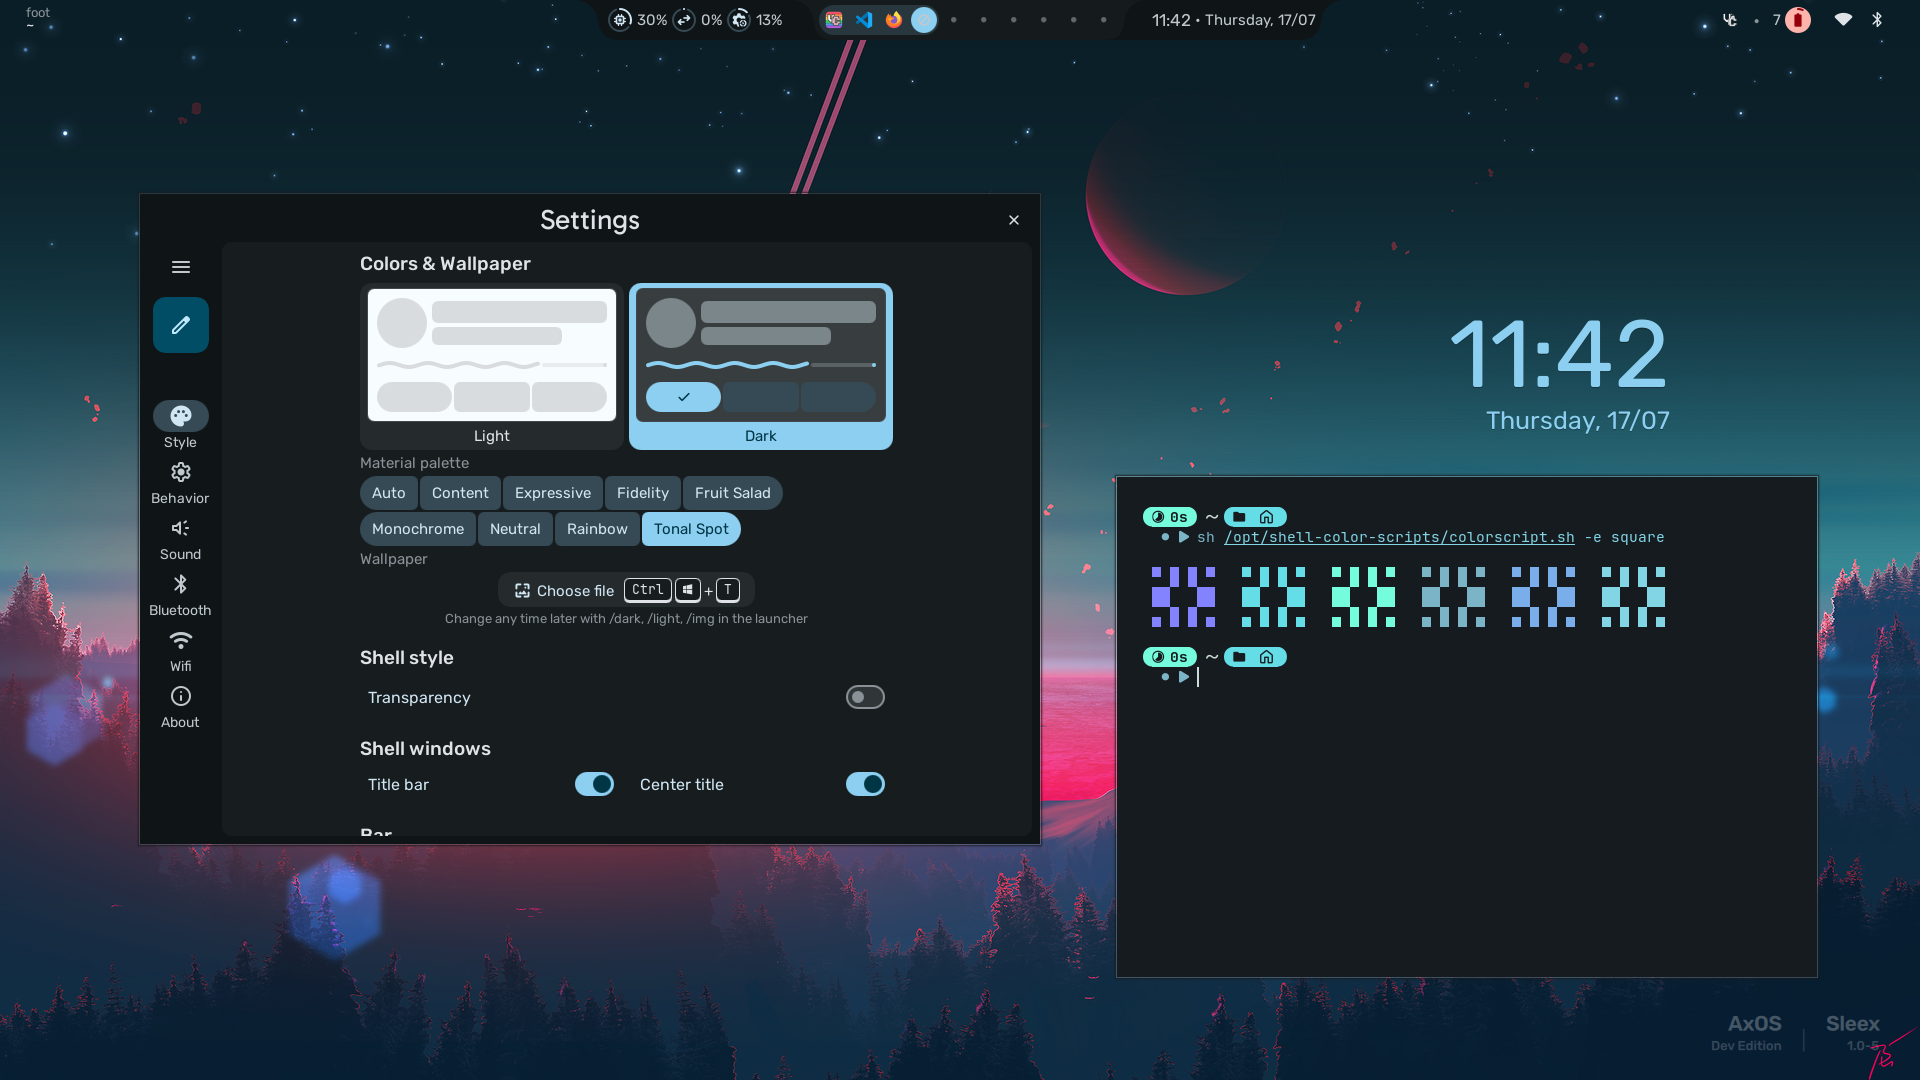 foot
~
30% 0% 13%
11:42 • Thursday, 17/07
7
Settings
Colors & Wallpaper
Light
Dark
Material palette
Auto Content Expressive Fidelity Fruit Salad
Monochrome Neutral Rainbow Tonal Spot
Wallpaper
Choose file Ctrl + T
Change any time later with /dark, /light, /img in the launcher
Shell style
Transparency
Shell windows
Title bar
Center title
Bar
Style
Behavior
Sound
Bluetooth
Wifi
About
11:42
Thursday, 17/07
0s ~
sh /opt/shell-color-scripts/colorscript.sh -e square
0s ~
AxOS
Dev Edition
Sleex